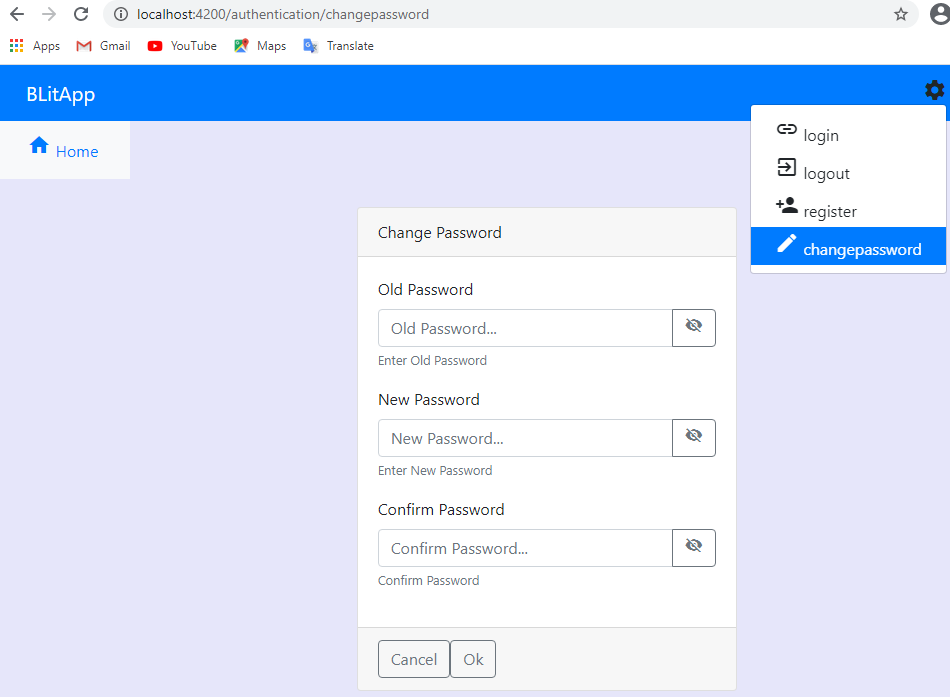 localhost:4200/authentication/changepassword
Apps Gmail YouTube Maps Translate
BLitApp
Home
login
logout
register
changepassword
Change Password
Old Password
Old Password...
Enter Old Password
New Password
New Password...
Enter New Password
Confirm Password
Confirm Password...
Confirm Password
Cancel Ok